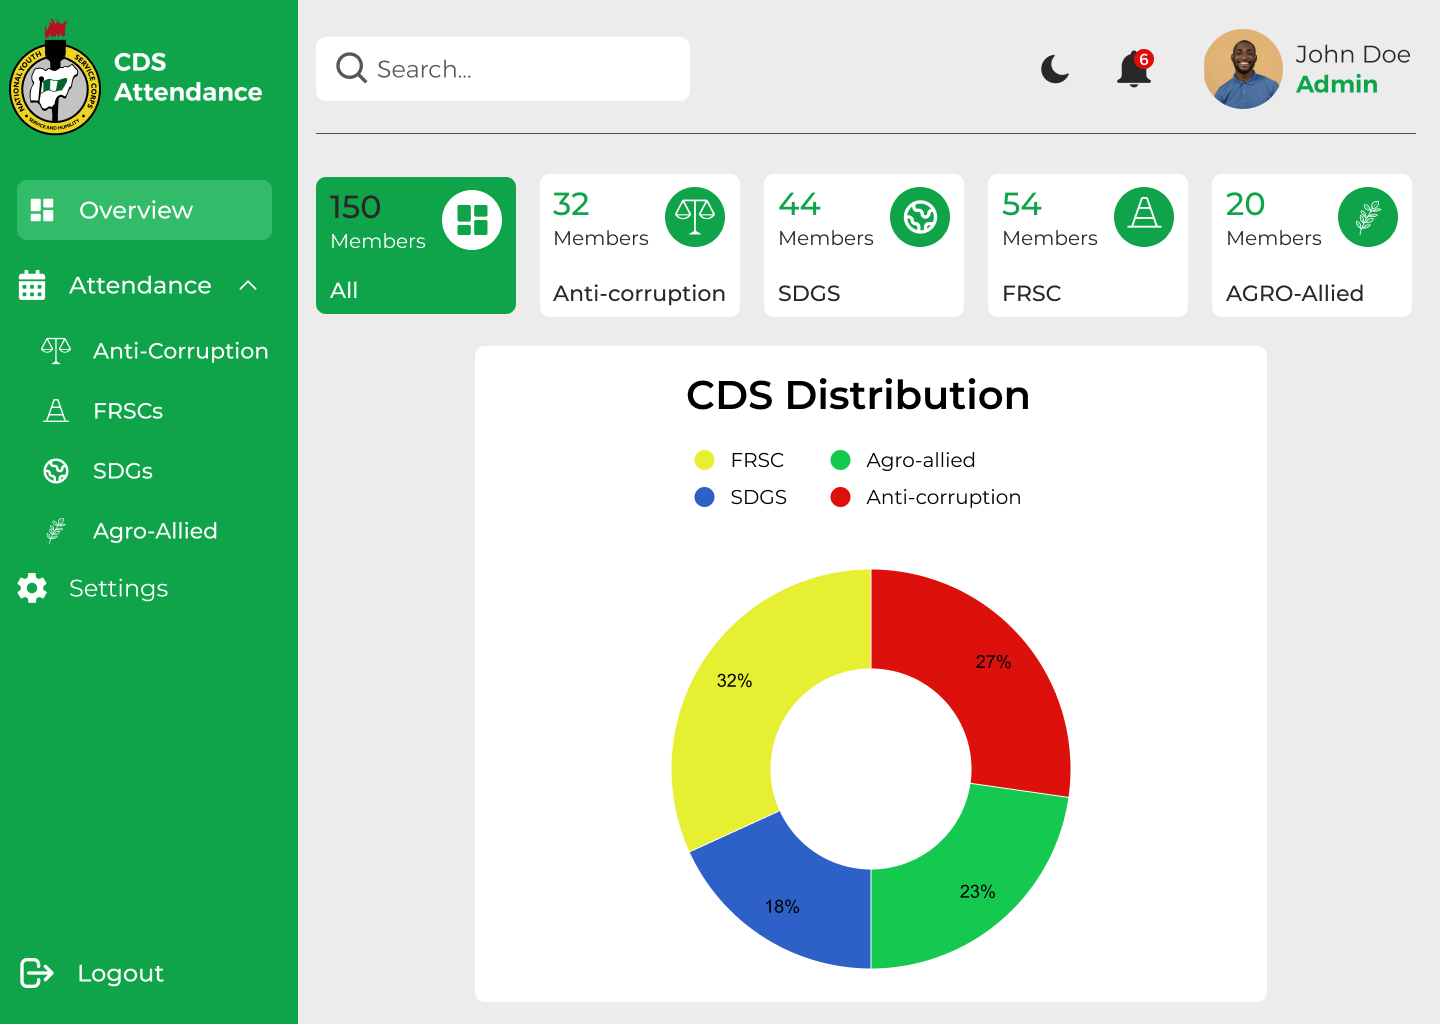 NATIONAL YOUTH SERVICE CORPS
SERVICE AND HUMILITY
CDS
Attendance
Search...
6
John Doe
Admin
Overview
Attendance
Anti-Corruption
FRSCs
SDGs
Agro-Allied
Settings
Logout
150
Members
All
32
Members
Anti-corruption
44
Members
SDGS
54
Members
FRSC
20
Members
AGRO-Allied
CDS Distribution
FRSC
Agro-allied
SDGS
Anti-corruption
27%
32%
23%
18%